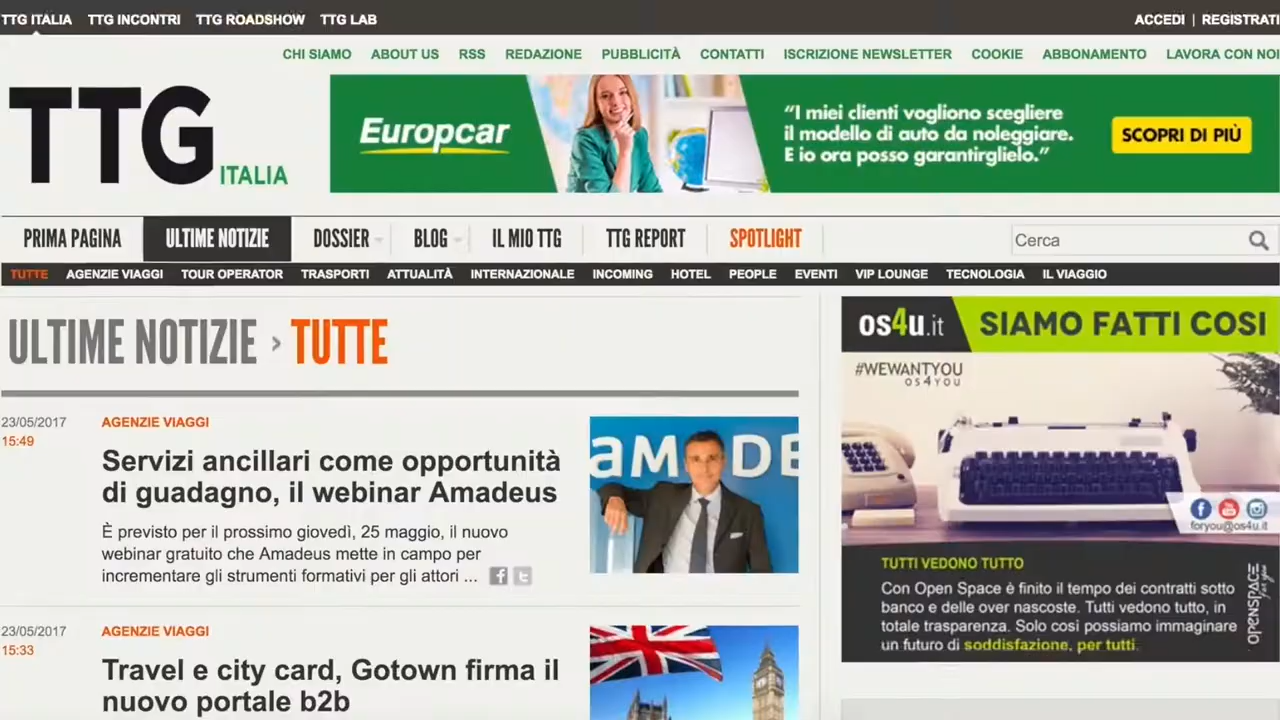 TTG ITALIA TTG INCONTRI TTG ROADSHOW TTG LAB ACCEDI | REGISTRATI
CHI SIAMO ABOUT US RSS REDAZIONE PUBBLICITÀ CONTATTI ISCRIZIONE NEWSLETTER COOKIE ABBONAMENTO LAVORA CON NOI
TTG ITALIA
Europcar
“I miei clienti vogliono scegliere
il modello di auto da noleggiare.
E io ora posso garantirglielo.”
SCOPRI DI PIÙ
PRIMA PAGINA ULTIME NOTIZIE DOSSIER BLOG IL MIO TTG TTG REPORT SPOTLIGHT Cerca
TUTTE AGENZIE VIAGGI TOUR OPERATOR TRASPORTI ATTUALITÀ INTERNAZIONALE INCOMING HOTEL PEOPLE EVENTI VIP LOUNGE TECNOLOGIA IL VIAGGIO
ULTIME NOTIZIE › TUTTE
23/05/2017 AGENZIE VIAGGI
15:49
Servizi ancillari come opportunità
di guadagno, il webinar Amadeus
È previsto per il prossimo giovedì, 25 maggio, il nuovo
webinar gratuito che Amadeus mette in campo per
incrementare gli strumenti formativi per gli attori ...
aMaDE
23/05/2017 AGENZIE VIAGGI
15:33
Travel e city card, Gotown firma il
nuovo portale b2b
os4u.it SIAMO FATTI COSI
#WEWANTYOU
OS4YOU
foryou@os4u.it
TUTTI VEDONO TUTTO
Con Open Space è finito il tempo dei contratti sotto
banco e delle over nascoste. Tutti vedono tutto, in
totale trasparenza. Solo così possiamo immaginare
un futuro di soddisfazione, per tutti.
OPENSPACE
for you